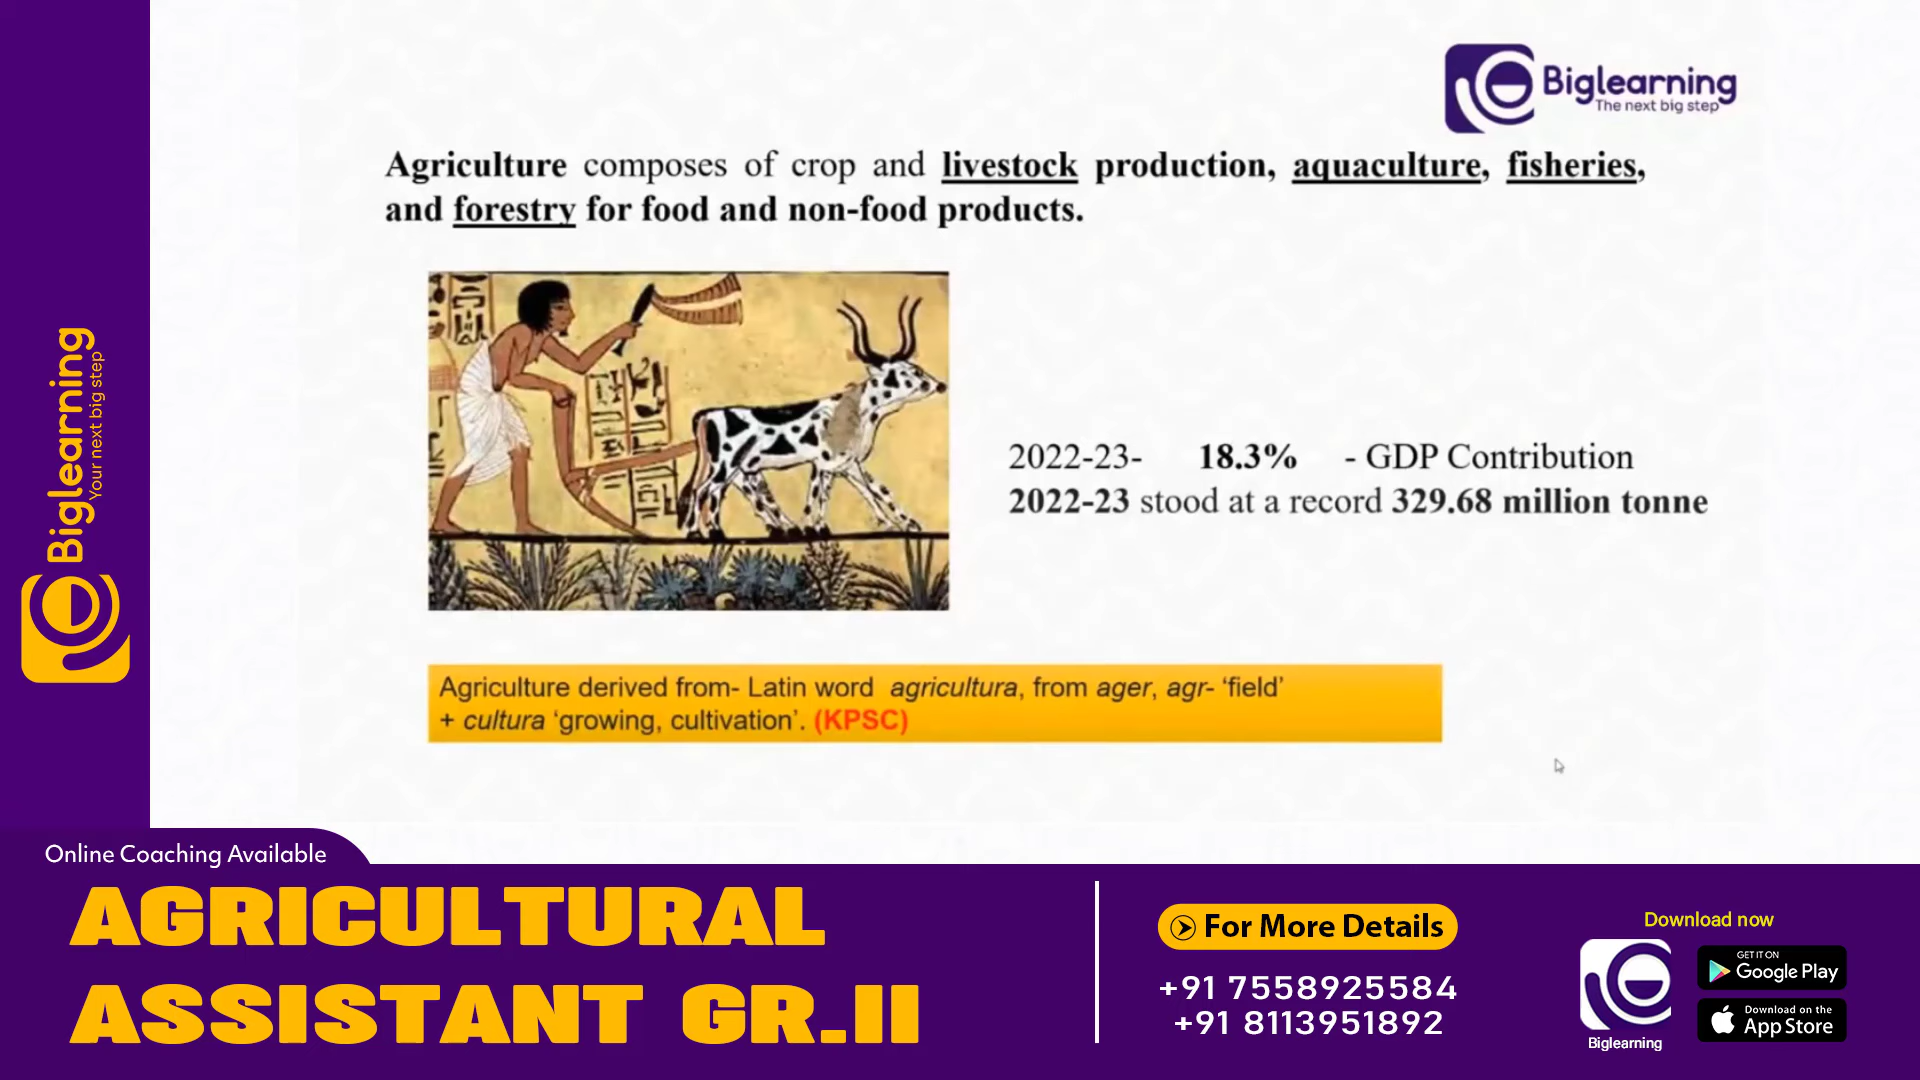 Biglearning
The next big step
Agriculture composes of crop and livestock production, aquaculture, fisheries,
and forestry for food and non-food products.
2022-23- 18.3% - GDP Contribution
2022-23 stood at a record 329.68 million tonne
Agriculture derived from- Latin word agricultura, from ager, agr- ‘field’
+ cultura ‘growing, cultivation’. (KPSC)
Biglearning
Your next big step
Online Coaching Available
AGRICULTURAL
ASSISTANT GR.II
For More Details
+91 7558925584
+91 8113951892
Download now
Biglearning
GET IT ON
Google Play
Download on the
App Store